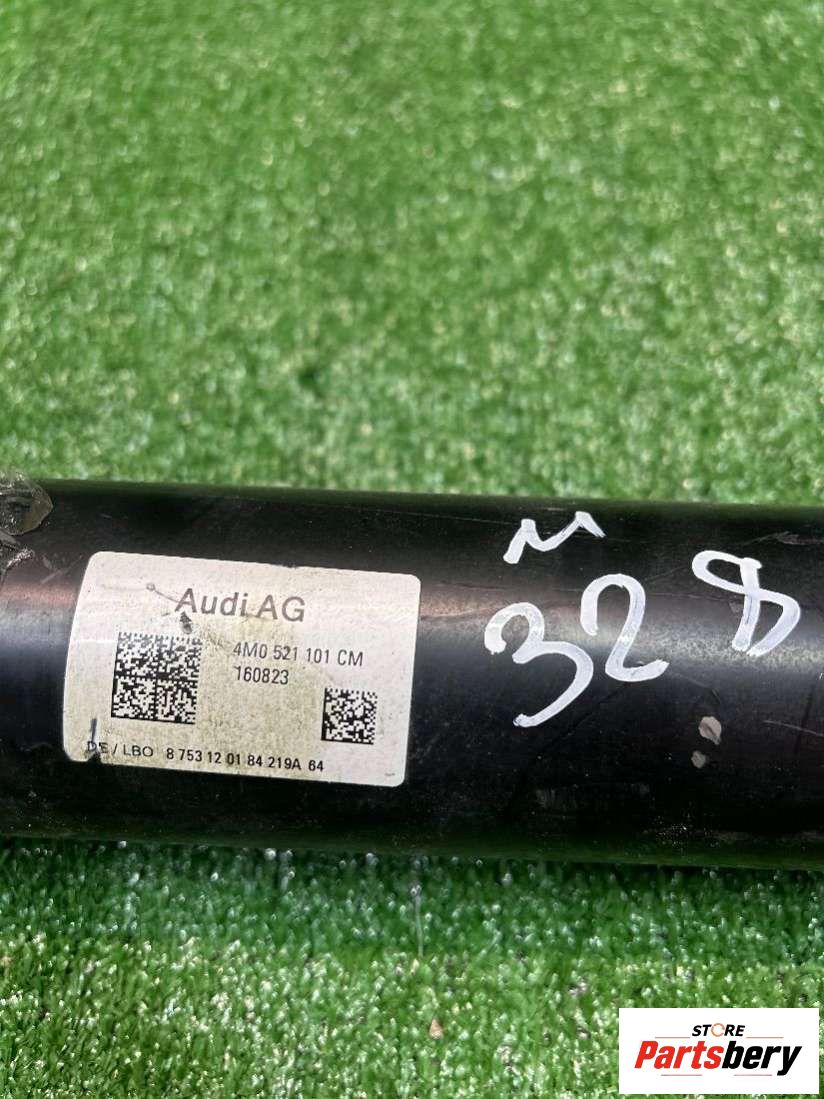 Audi AG
4M0 521 101 CM
160823
DE / LBO 8 753 12 01 84 219A 64
M
328
STORE
Partsbery